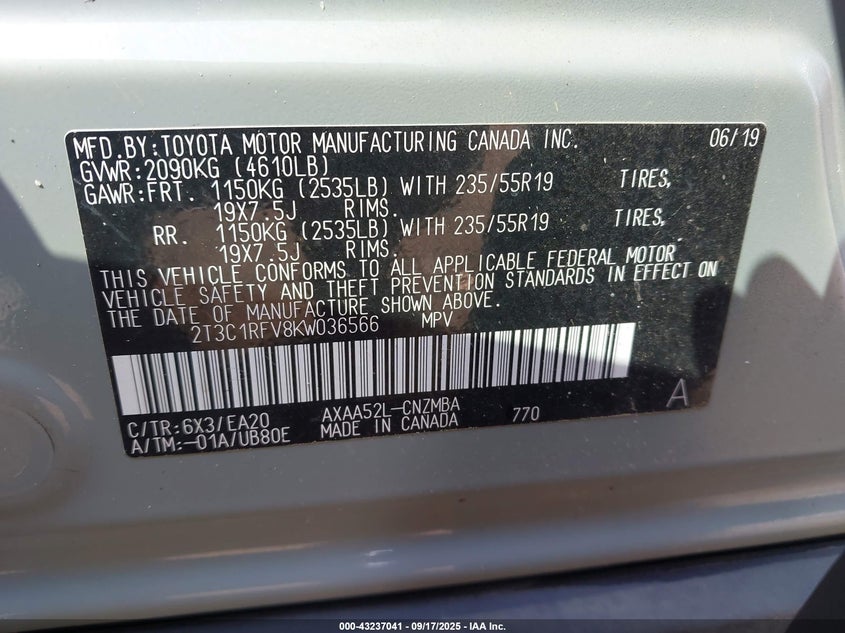 MFD.BY:TOYOTA MOTOR MANUFACTURING CANADA INC. 06/19
GVWR:2090KG (4610LB)
GAWR:FRT. 1150KG (2535LB) WITH 235/55R19 TIRES,
19X7.5J RIMS.
RR. 1150KG (2535LB) WITH 235/55R19 TIRES,
19X7.5J RIMS.
THIS VEHICLE CONFORMS TO ALL APPLICABLE FEDERAL MOTOR
VEHICLE SAFETY AND THEFT PREVENTION STANDARDS IN EFFECT ON
THE DATE OF MANUFACTURE SHOWN ABOVE.
2T3C1RFV8KW036566 MPV
A
C/TR:6X3/EA20 AXAA52L-CNZMBA 770
A/TM:-01A/UB80E MADE IN CANADA
000-43237041 - 09/17/2025 - IAA Inc.